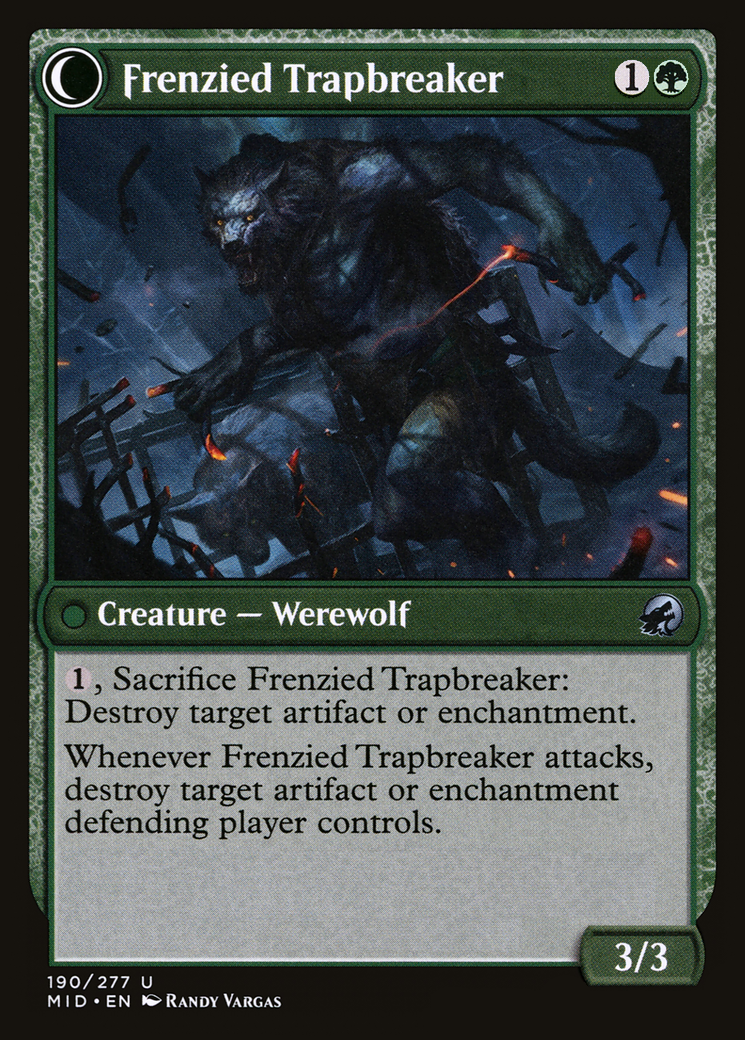 Frenzied Trapbreaker 1
Creature — Werewolf
1, Sacrifice Frenzied Trapbreaker:
Destroy target artifact or enchantment.
Whenever Frenzied Trapbreaker attacks,
destroy target artifact or enchantment
defending player controls.
3/3
190/277 U
MID • EN Randy Vargas